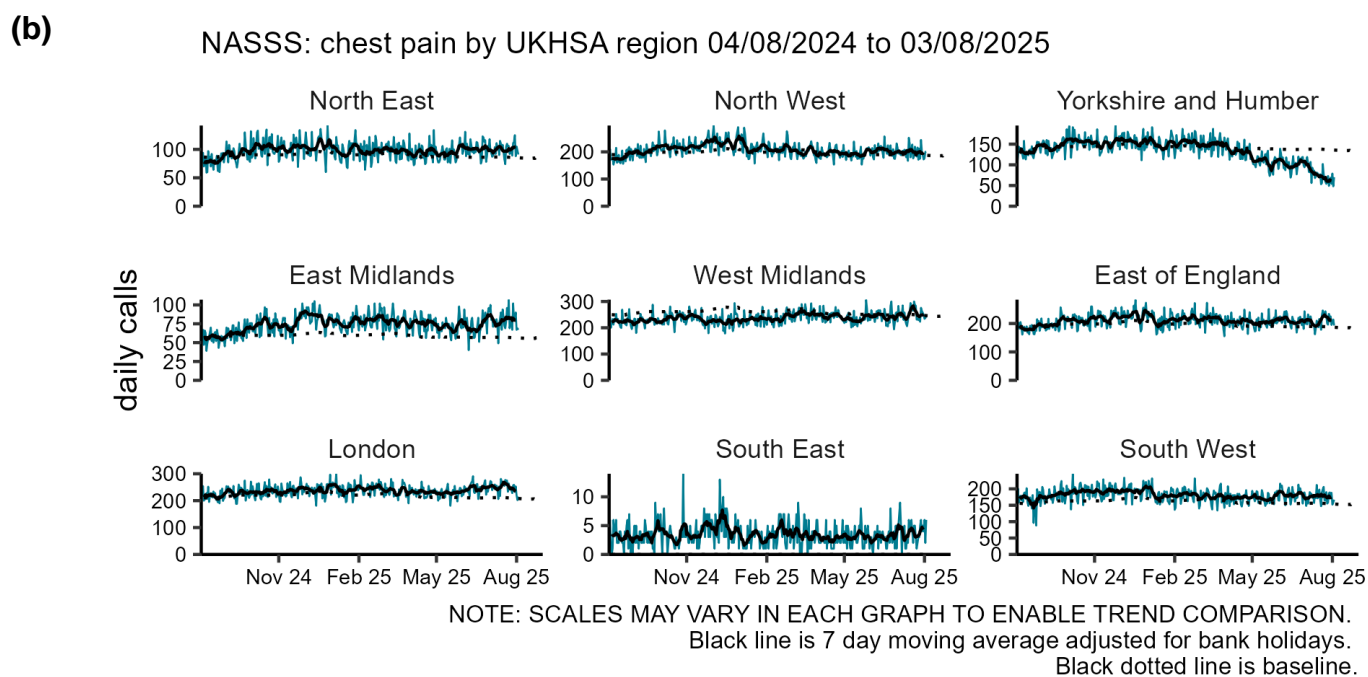 (b)
NASSS: chest pain by UKHSA region 04/08/2024 to 03/08/2025
daily calls
North East
100
50
0
North West
200
100
0
Yorkshire and Humber
150
100
50
0
East Midlands
100
75
50
25
0
West Midlands
300
200
100
0
East of England
200
100
0
London
300
200
100
0
Nov 24 Feb 25 May 25 Aug 25
South East
10
5
0
Nov 24 Feb 25 May 25 Aug 25
South West
200
150
100
50
0
Nov 24 Feb 25 May 25 Aug 25
NOTE: SCALES MAY VARY IN EACH GRAPH TO ENABLE TREND COMPARISON.
Black line is 7 day moving average adjusted for bank holidays.
Black dotted line is baseline.